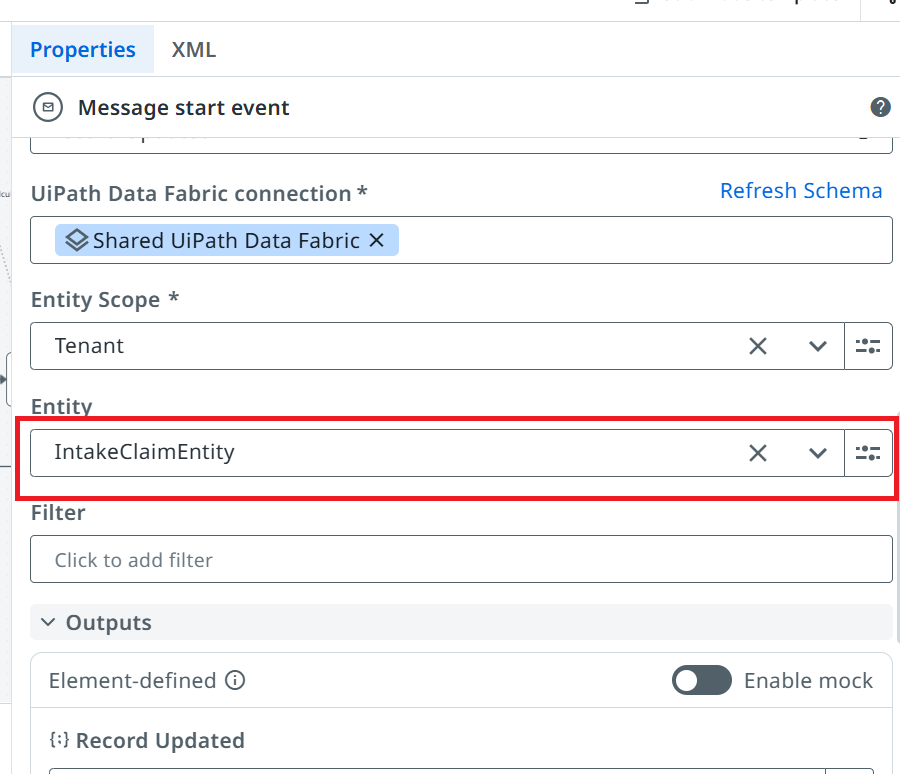 Properties XML
Message start event
UiPath Data Fabric connection * Refresh Schema
Shared UiPath Data Fabric
Entity Scope *
Tenant
Entity
IntakeClaimEntity
Filter
Click to add filter
Outputs
Element-defined Enable mock
Record Updated